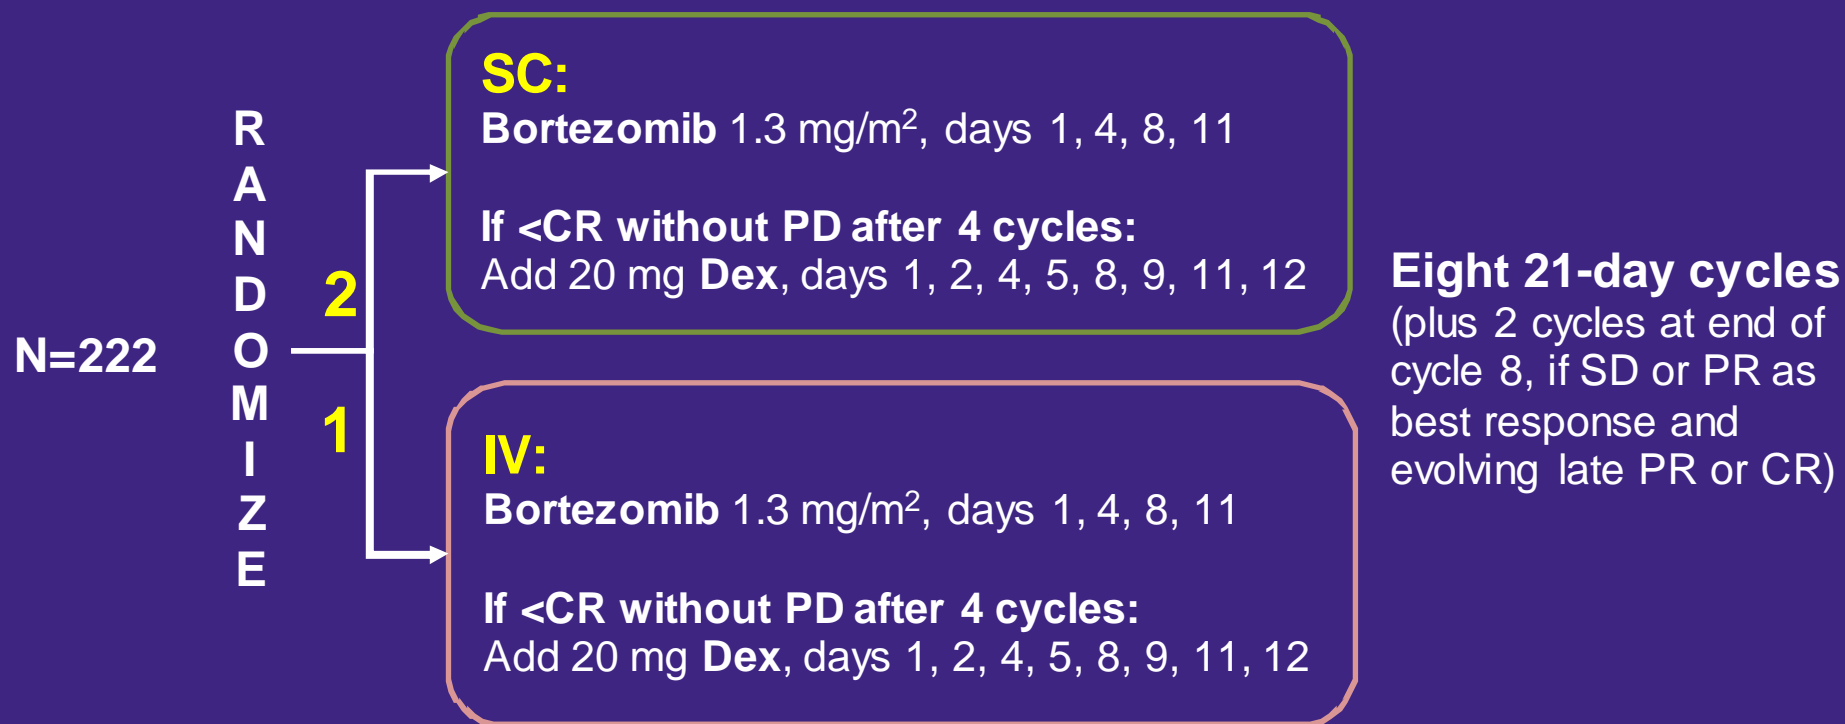 N=222
RANDOMIZE
2
1
SC:
Bortezomib 1.3 mg/m², days 1, 4, 8, 11
If <CR without PD after 4 cycles:
Add 20 mg Dex, days 1, 2, 4, 5, 8, 9, 11, 12
IV:
Bortezomib 1.3 mg/m², days 1, 4, 8, 11
If <CR without PD after 4 cycles:
Add 20 mg Dex, days 1, 2, 4, 5, 8, 9, 11, 12
Eight 21-day cycles
(plus 2 cycles at end of
cycle 8, if SD or PR as
best response and
evolving late PR or CR)